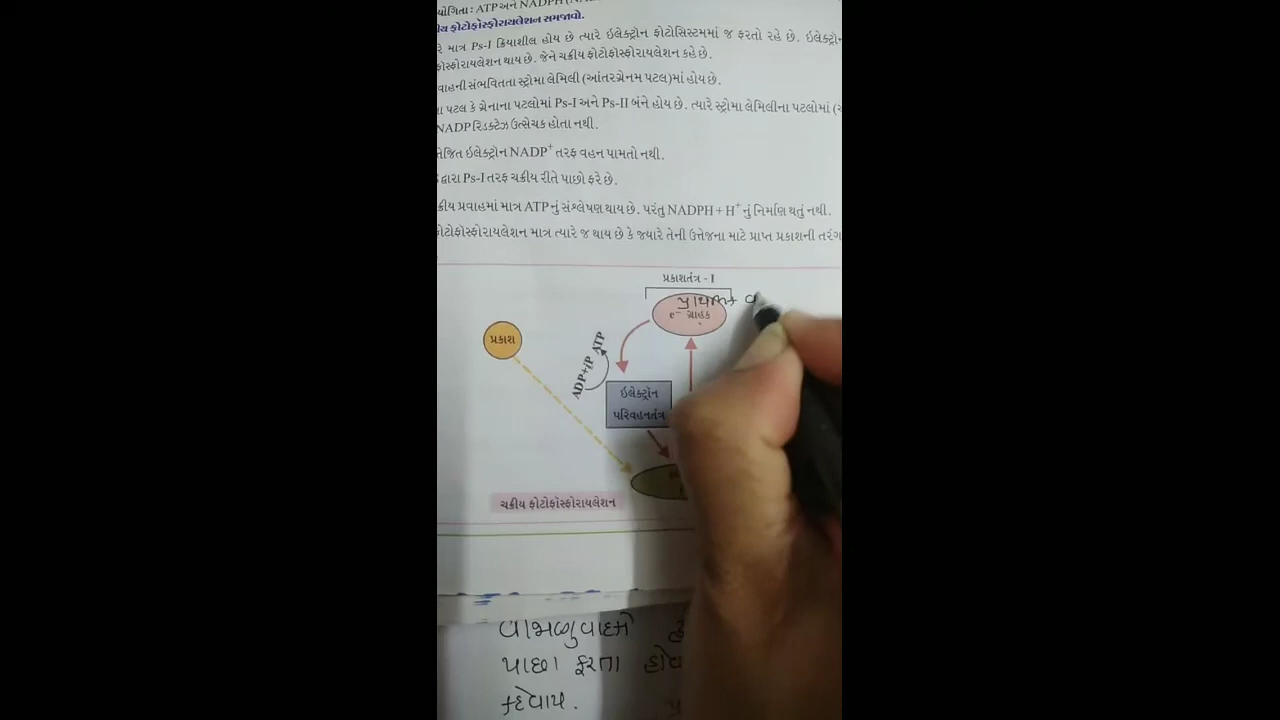 યોગિતા : ATP અને NADPH
ફોટોફોસ્ફોરાયલેશન સમજાવો.
માત્ર Ps-I ક્રિયાશીલ હોય છે ત્યારે ઇલેક્ટ્રૉન ફોટોસિસ્ટમમાં જ ફરતો રહે છે. ઇલેક્ટ્રૉન
ફૉસ્ફોરાયલેશન થાય છે. જેને ચક્રીય ફોટોફૉસ્ફોરાયલેશન કહે છે.
વાહની સંભવિતતા સ્ટ્રોમા લેમિલી (આંતરગ્રેનમ પટલ)માં હોય છે.
ના પટલ કે ગ્રેનાના પટલોમાં Ps-I અને Ps-II બંને હોય છે. ત્યારે સ્ટ્રોમા લેમિલીના પટલોમાં
NADP રિડક્ટેઝ ઉત્સેચક હોતા નથી.
તેજિત ઇલેક્ટ્રૉન NADP⁺ તરફ વહન પામતો નથી.
દ્વારા Ps-I તરફ ચક્રીય રીતે પાછો ફરે છે.
ક્રીય પ્રવાહમાં માત્ર ATP નું સંશ્લેષણ થાય છે. પરંતુ NADPH + H⁺ નું નિર્માણ થતું નથી.
ફોટોફોસ્ફોરાયલેશન માત્ર ત્યારે જ થાય છે કે જ્યારે તેની ઉત્તેજના માટે પ્રાપ્ત પ્રકાશની તરંગ
પ્રકાશતંત્ર - I
પ્રાથમિક
e⁻ ગ્રાહક
પ્રકાશ
ADP+iP ATP
ઇલેક્ટ્રૉન
પરિવહનતંત્ર
ચક્રીય ફોટોફૉસ્ફોરાયલેશન
પાછા ફરતા
કહેવાય.